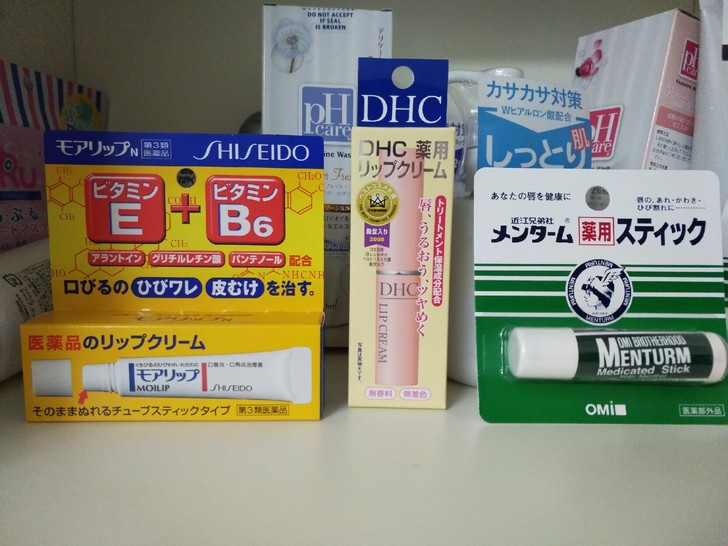 DO NOT ACCEPT
IF SEAL
IS BROKEN
pH
care
モアリップN
第3類
医薬品
SHISEIDO
ビタミン
E
+
ビタミン
B6
アラントイン
グリチルレチン酸
パンテノール
配合
口びるの ひびワレ 皮むけ を治す。
医薬品のリップクリーム
モアリップ
MOILIP
SHISEIDO
そのままぬれるチューブスティックタイプ
第3類医薬品
DHC
DHC 薬用
リップクリーム
殿堂入り
2008
トリートメント保湿成分配合
唇、うるおう、ツヤめく
DHC
LIP CREAM
無香料
無着色
カサカサ対策
Wヒアルロン酸配合
しっとり肌
あなたの唇を健康に
唇の、あれ・かわき・
ひび割れに
近江兄弟社
メンターム 薬用 スティック
MENTURM
OMI BROTHERHOOD
MENTURM
Medicated Stick
With Menthol
OMI
医薬部外品